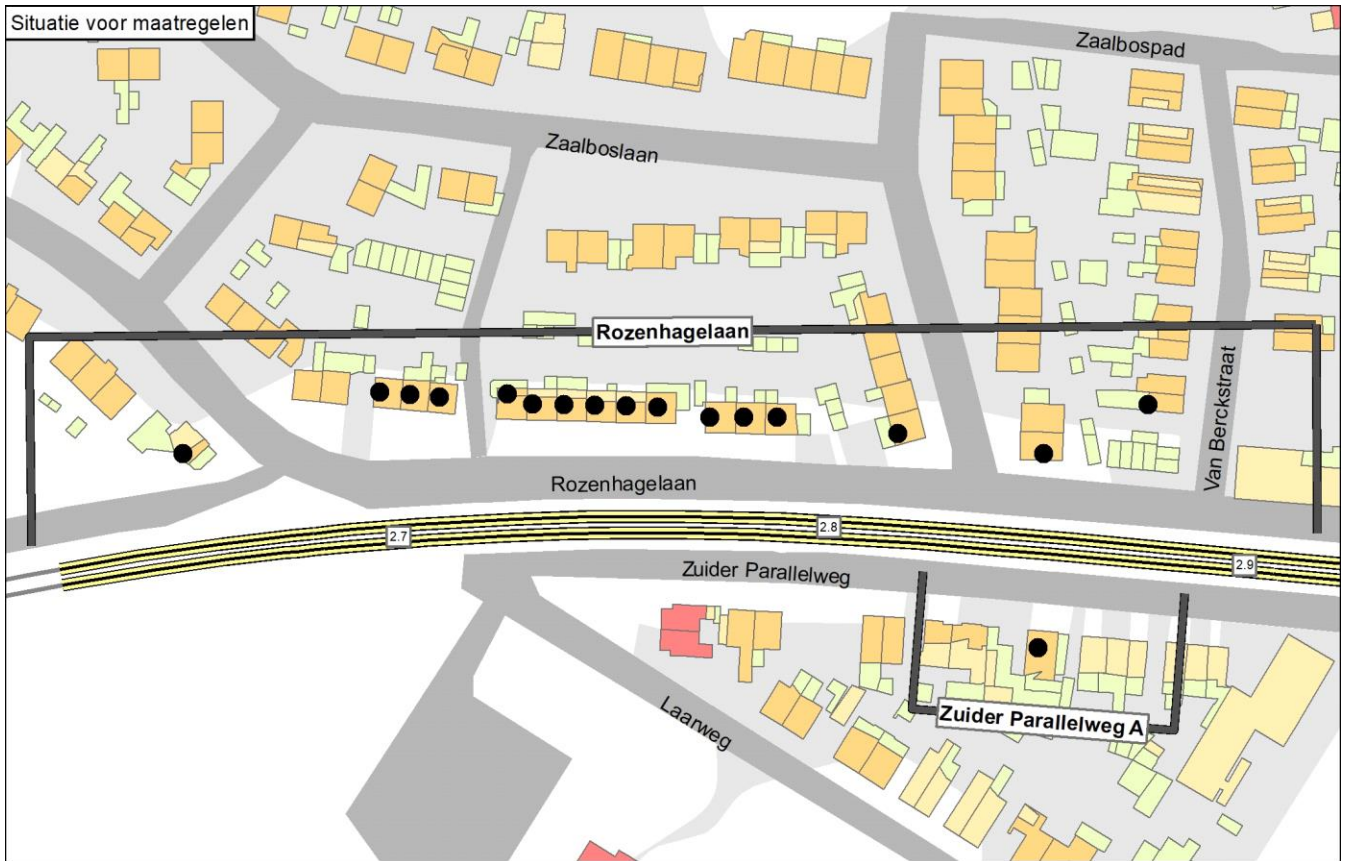 Situatie voor maatregelen
Zaalbospad
Zaalboslaan
Rozenhagelaan
Van Berckstraat
Rozenhagelaan
2.7
2.8
2.9
Zuider Parallelweg
Laarweg
Zuider Parallelweg A